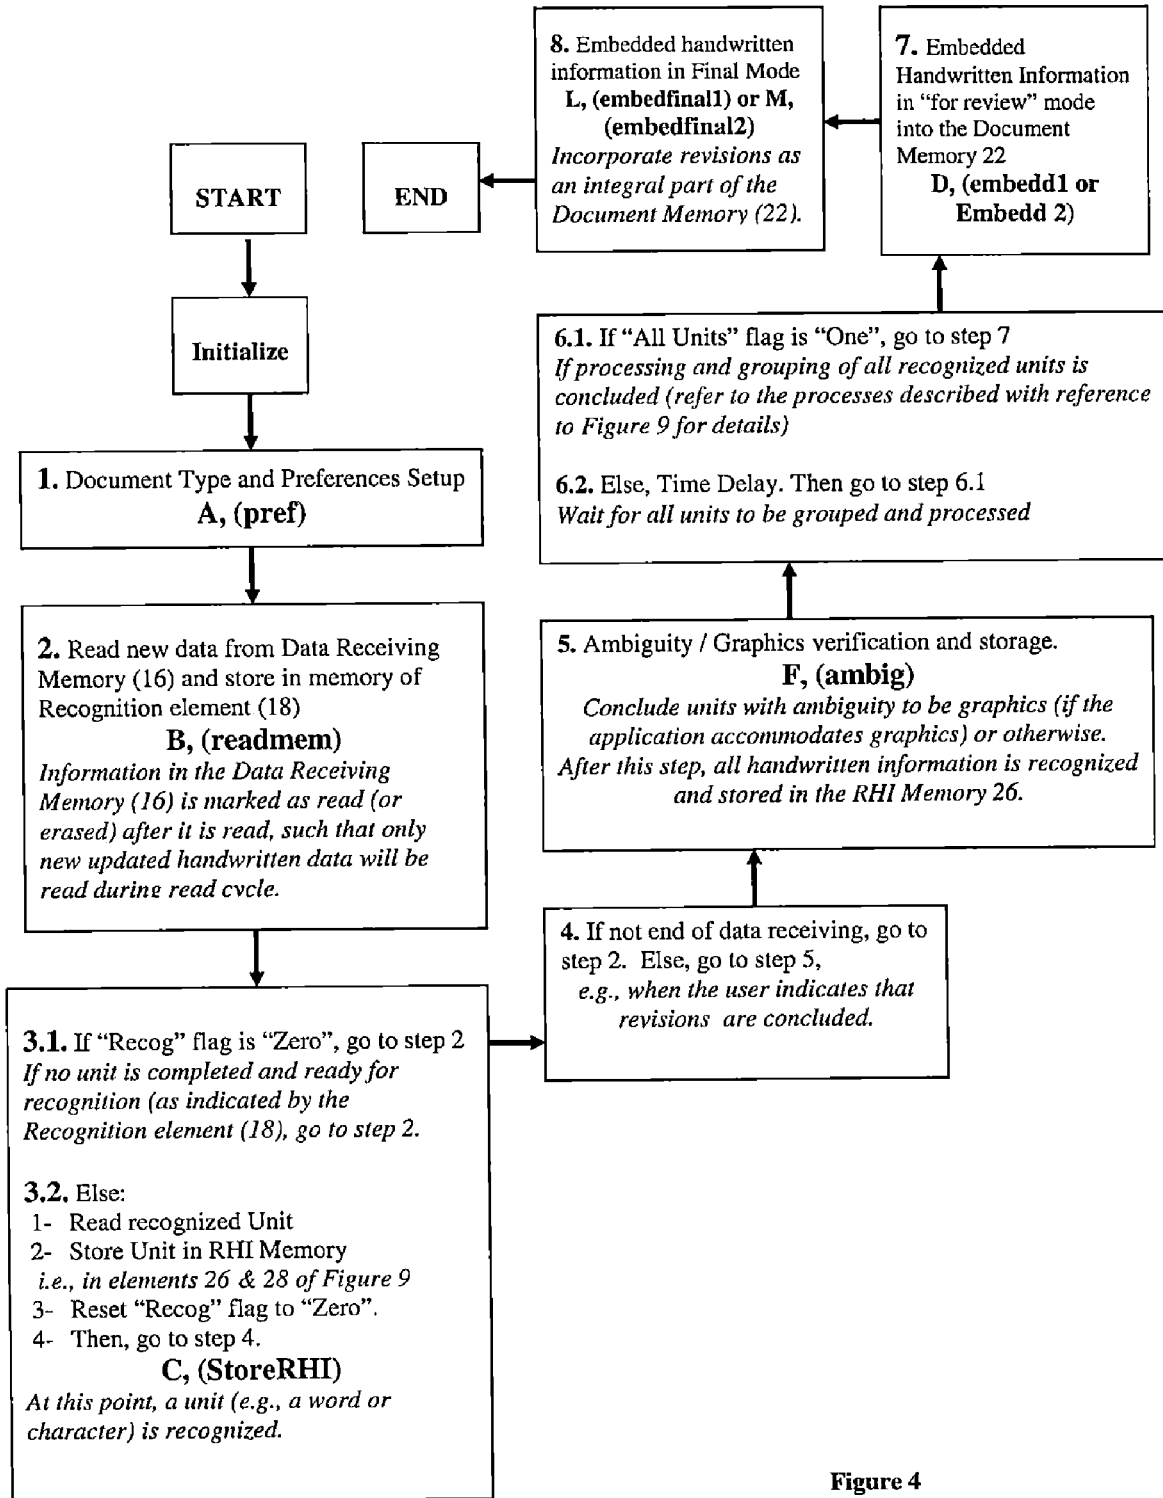 START
Initialize
1. Document Type and Preferences Setup
A, (pref)
2. Read new data from Data Receiving
Memory (16) and store in memory of
Recognition element (18)
B, (readmem)
Information in the Data Receiving
Memory (16) is marked as read (or
erased) after it is read, such that only
new updated handwritten data will be
read during read cycle.
3.1. If “Recog” flag is “Zero”, go to step 2
If no unit is completed and ready for
recognition (as indicated by the
Recognition element (18), go to step 2.
3.2. Else:
1- Read recognized Unit
2- Store Unit in RHI Memory
i.e., in elements 26 & 28 of Figure 9
3- Reset “Recog” flag to “Zero”.
4- Then, go to step 4.
C, (StoreRHI)
At this point, a unit (e.g., a word or
character) is recognized.
4. If not end of data receiving, go to
step 2. Else, go to step 5,
e.g., when the user indicates that
revisions are concluded.
5. Ambiguity / Graphics verification and storage.
F, (ambig)
Conclude units with ambiguity to be graphics (if the
application accommodates graphics) or otherwise.
After this step, all handwritten information is recognized
and stored in the RHI Memory 26.
6.1. If “All Units” flag is “One”, go to step 7
If processing and grouping of all recognized units is
concluded (refer to the processes described with reference
to Figure 9 for details)
6.2. Else, Time Delay. Then go to step 6.1
Wait for all units to be grouped and processed
7. Embedded
Handwritten Information
in “for review” mode
into the Document
Memory 22
D, (embedd1 or
Embedd 2)
8. Embedded handwritten
information in Final Mode
L, (embedfinal1) or M,
(embedfinal2)
Incorporate revisions as
an integral part of the
Document Memory (22).
END
Figure 4